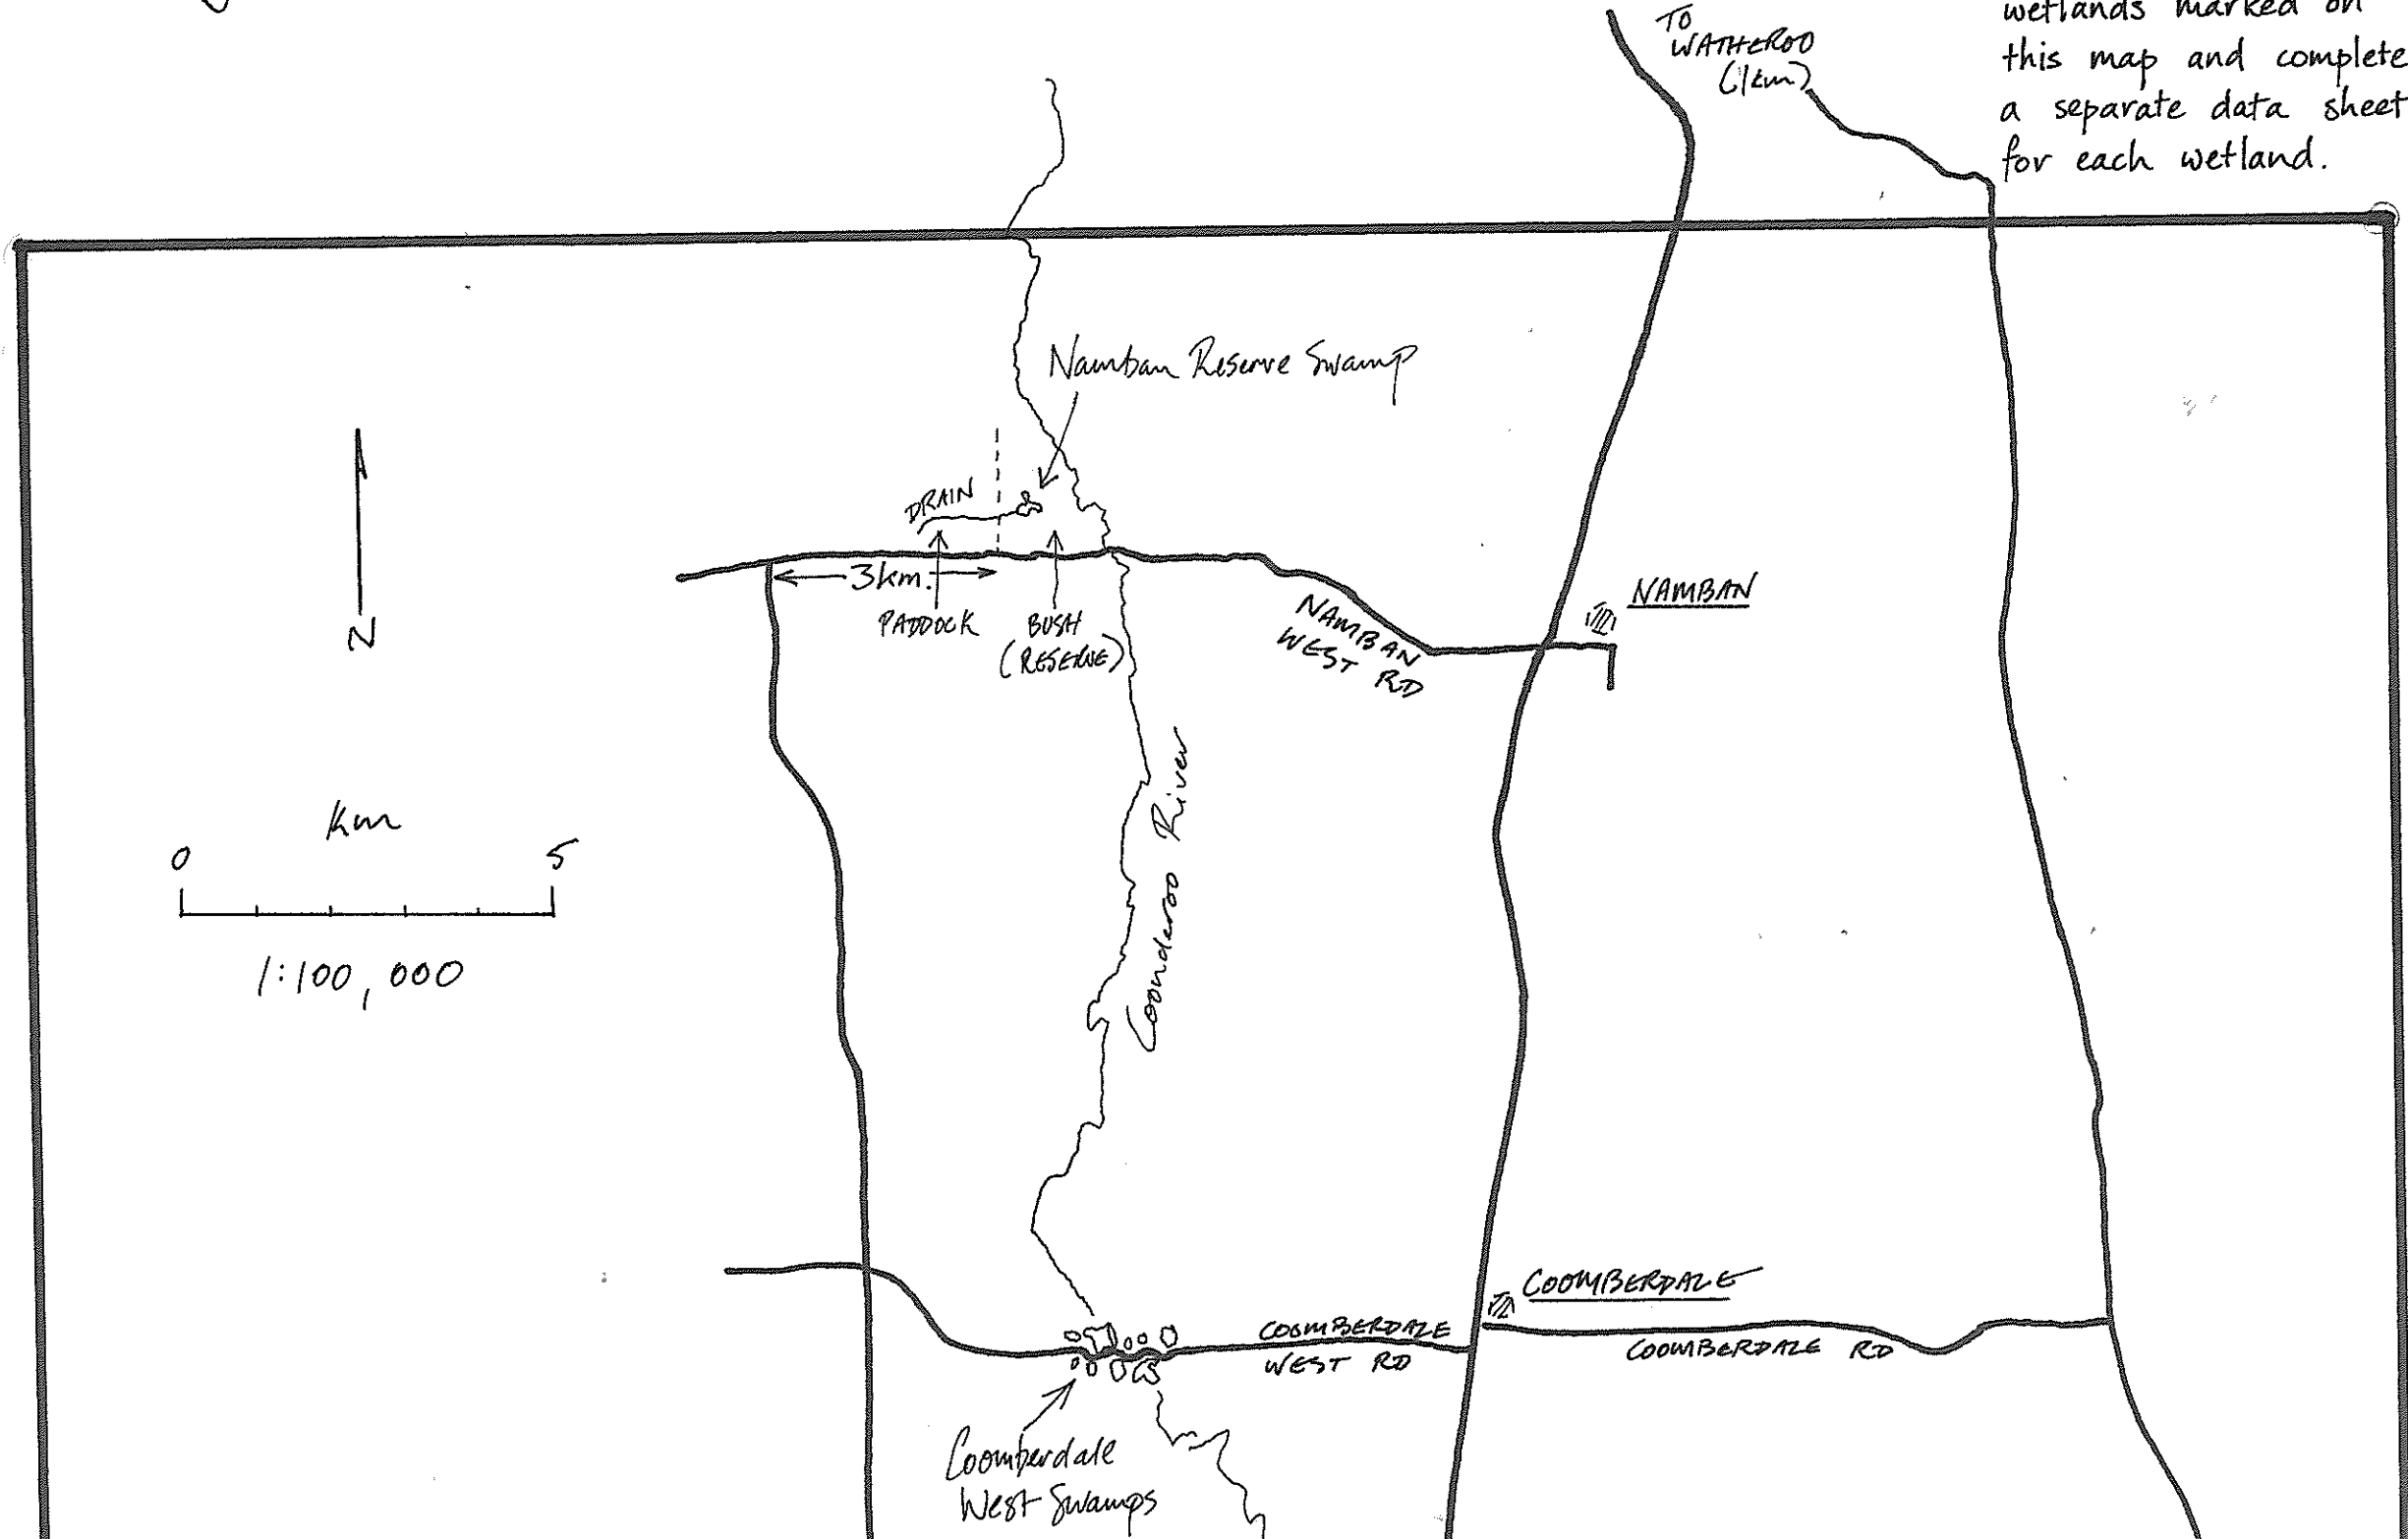 wetlands marked on
this map and complete
a separate data sheet
for each wetland.
TO
WATHEROO
(1km)
Namban Reserve Swamp
DRAIN
3km.
PADDOCK
BUSH
(RESERVE)
NAMBAN
WEST RD
NAMBAN
N
Km
0 5
1:100,000
Coonderoo River
COOMBERDALE
COOMBERDALE
WEST RD
COOMBERDALE RD
Coomberdale
West Swamps